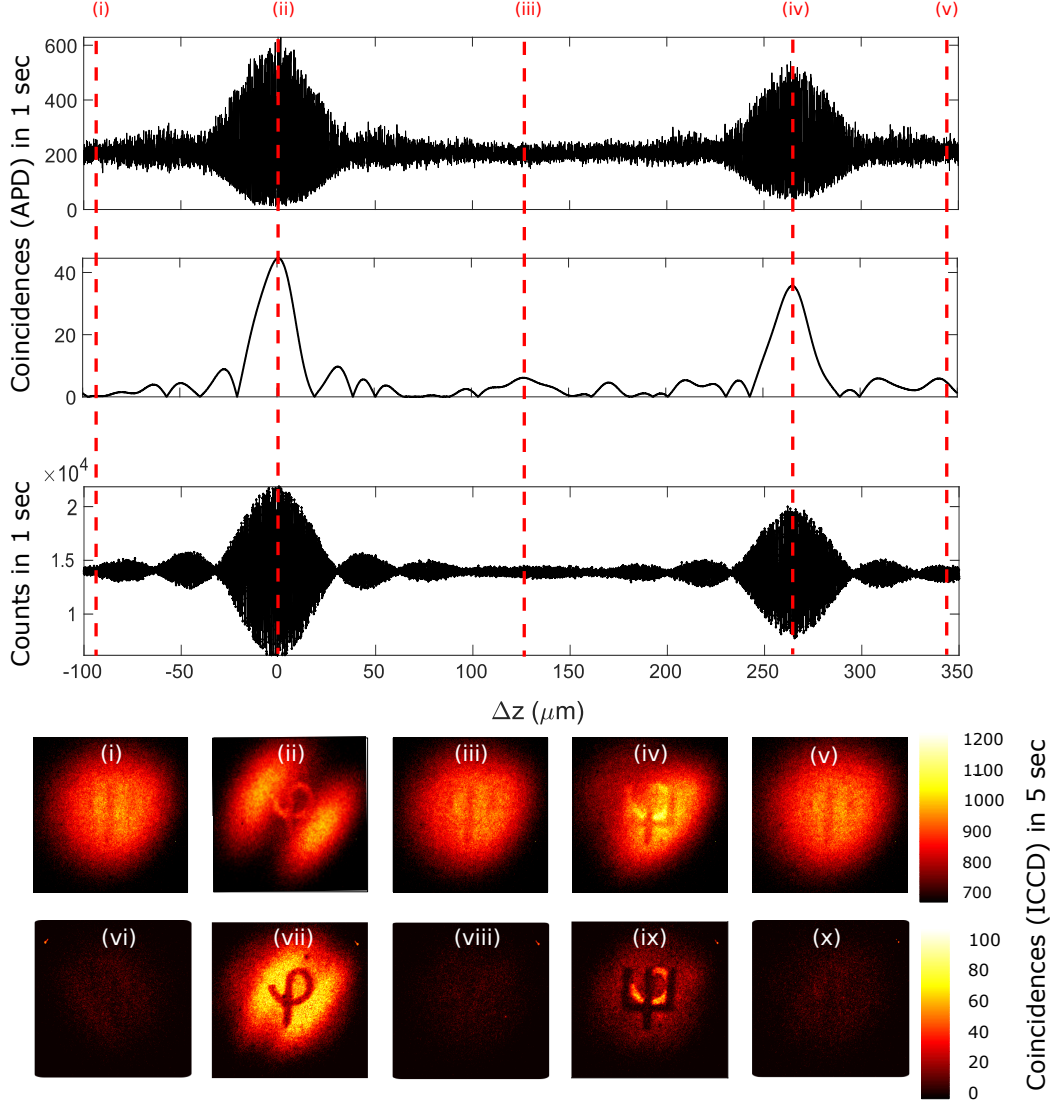 (i) (ii) (iii) (iv) (v)
Coincidences (APD) in 1 sec
600
400
200
0
40
20
0
Counts in 1 sec
×10⁴
2
1.5
1
-100 -50 0 50 100 150 200 250 300 350
Δz (μm)
(i) (ii) (iii) (iv) (v)
φ ψ
1200
1100
1000
900
800
700
(vi) (vii) (viii) (ix) (x)
φ ψ
100
80
60
40
20
0
Coincidences (ICCD) in 5 sec